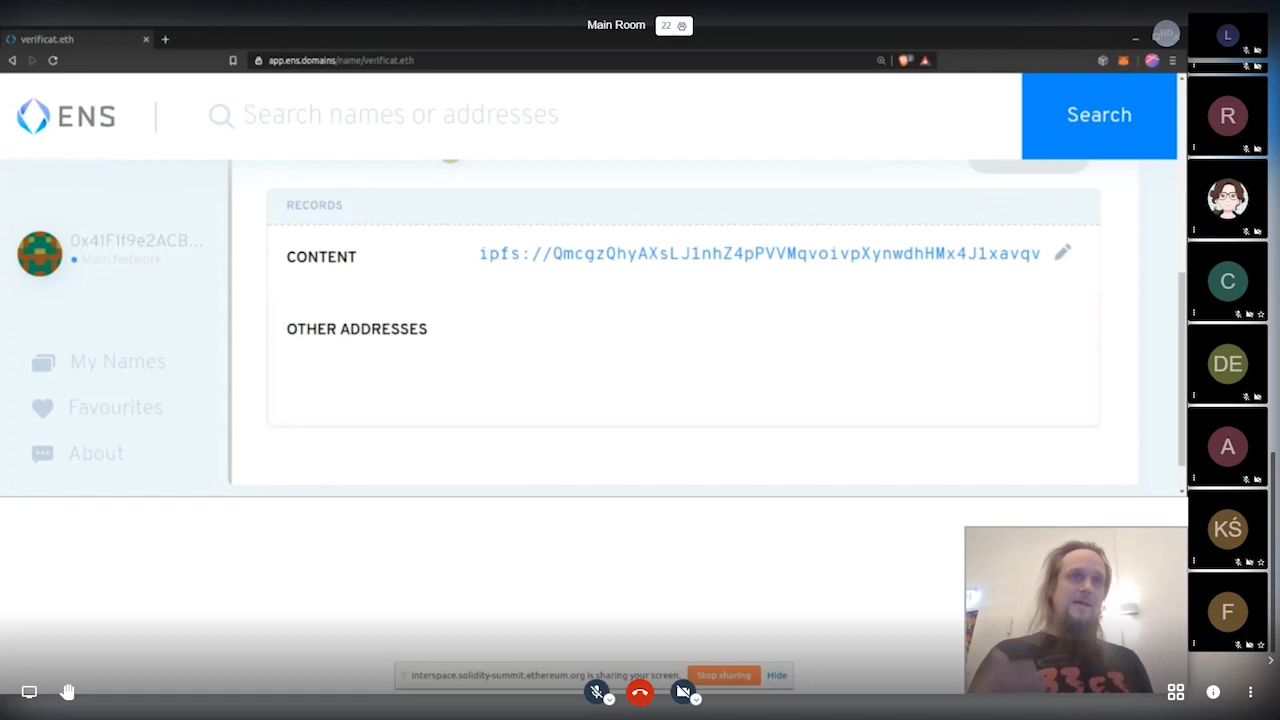 Main Room 22
verificat.eth
app.ens.domains/name/verificat.eth
HD
ENS
Search names or addresses
Search
0x41F1f9e2ACB...
Main Network
My Names
Favourites
About
RECORDS
CONTENT
ipfs://QmcgzQhyAXsLJ1nhZ4pPVVMqvoivpXynwdhHMx4J1xavqv
OTHER ADDRESSES
L
R
C
DE
A
KŚ
F
interspace.solidity-summit.ethereum.org is sharing your screen.
Stop sharing
Hide